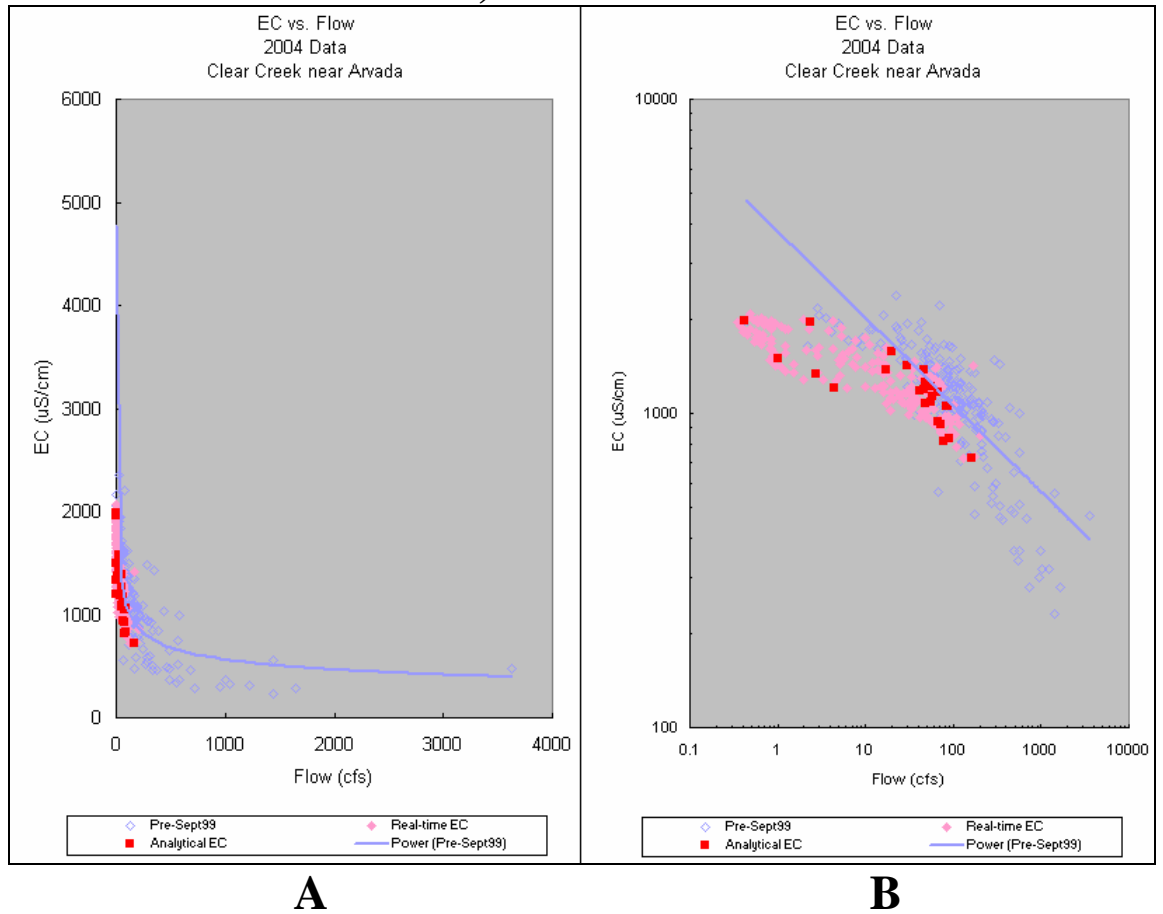 EC vs. Flow
2004 Data
Clear Creek near Arvada
6000
5000
4000
3000
2000
1000
0
EC (uS/cm)
0 1000 2000 3000 4000
Flow (cfs)
Pre-Sept99 Real-time EC
Analytical EC Power (Pre-Sept99)
A
EC vs. Flow
2004 Data
Clear Creek near Arvada
10000
1000
100
EC (uS/cm)
0.1 1 10 100 1000 10000
Flow (cfs)
Pre-Sept99 Real-time EC
Analytical EC Power (Pre-Sept99)
B